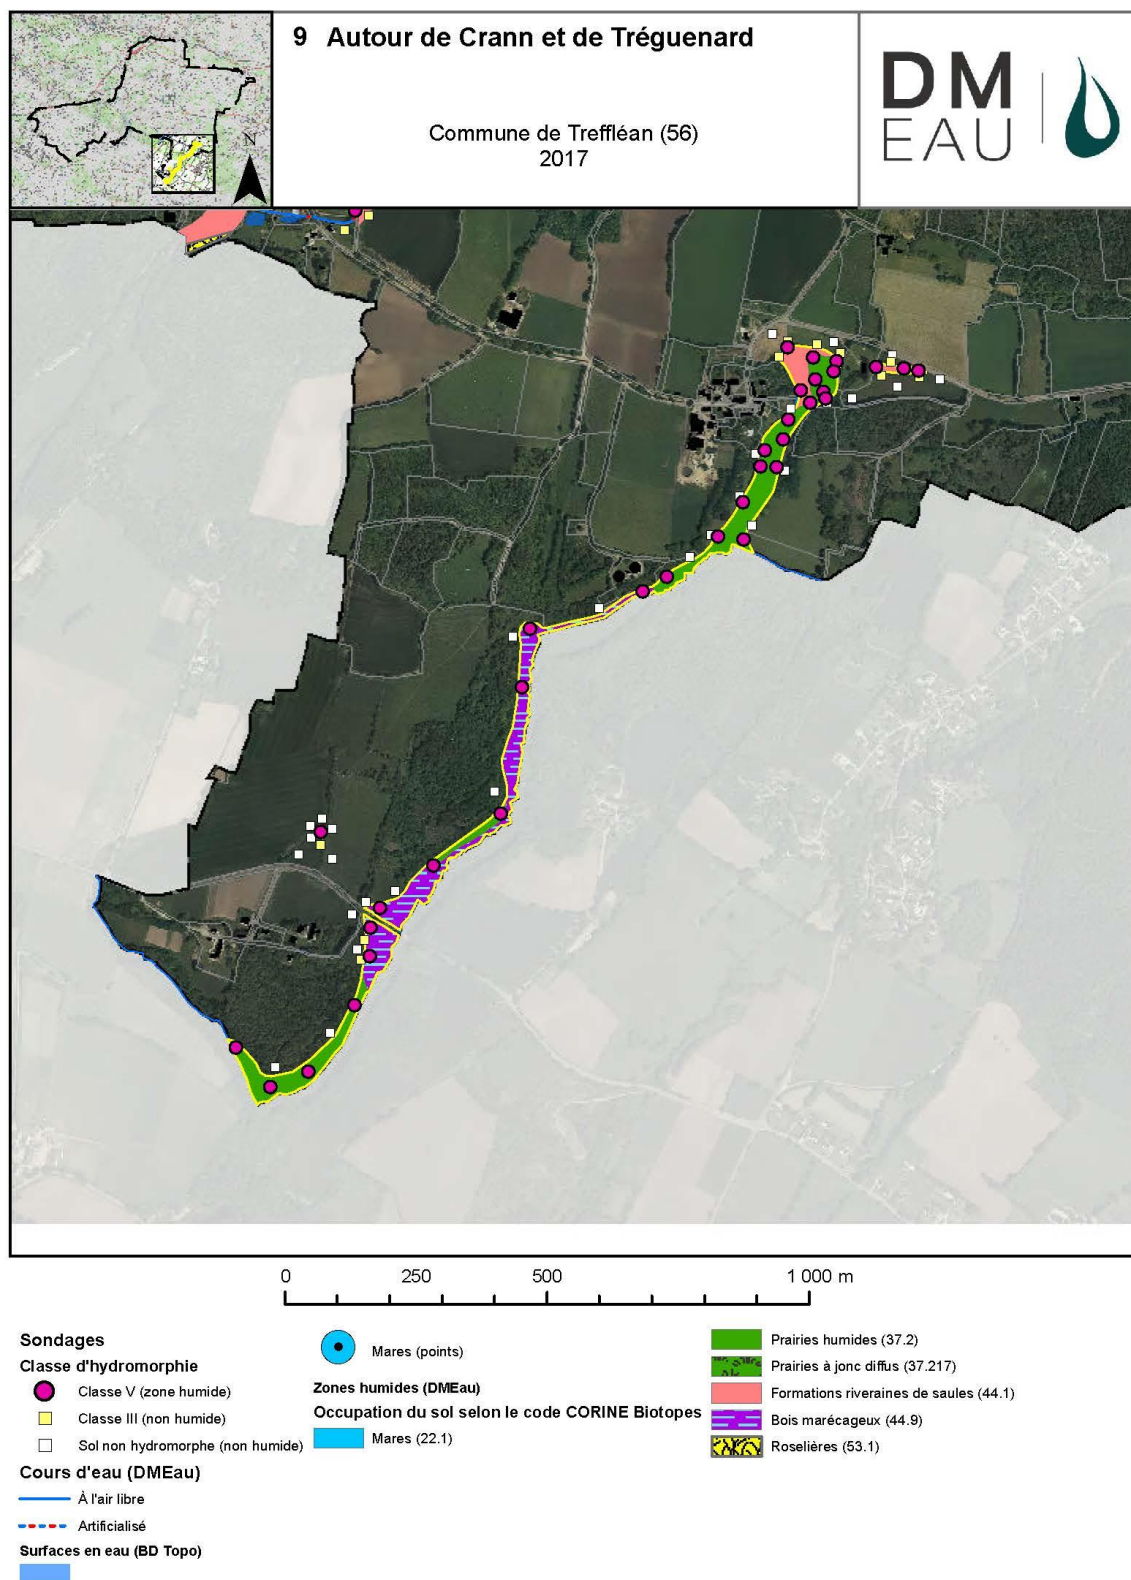 9 Autour de Crann et de Tréguenard
Commune de Treffléan (56)
2017
DM
EAU
N
0 250 500 1 000 m
Sondages
Classe d'hydromorphie
Classe V (zone humide)
Classe III (non humide)
Sol non hydromorphe (non humide)
Cours d'eau (DMEau)
À l'air libre
Artificialisé
Surfaces en eau (BD Topo)
Mares (points)
Zones humides (DMEau)
Occupation du sol selon le code CORINE Biotopes
Mares (22.1)
Prairies humides (37.2)
Prairies à jonc diffus (37.217)
Formations riveraines de saules (44.1)
Bois marécageux (44.9)
Roselières (53.1)